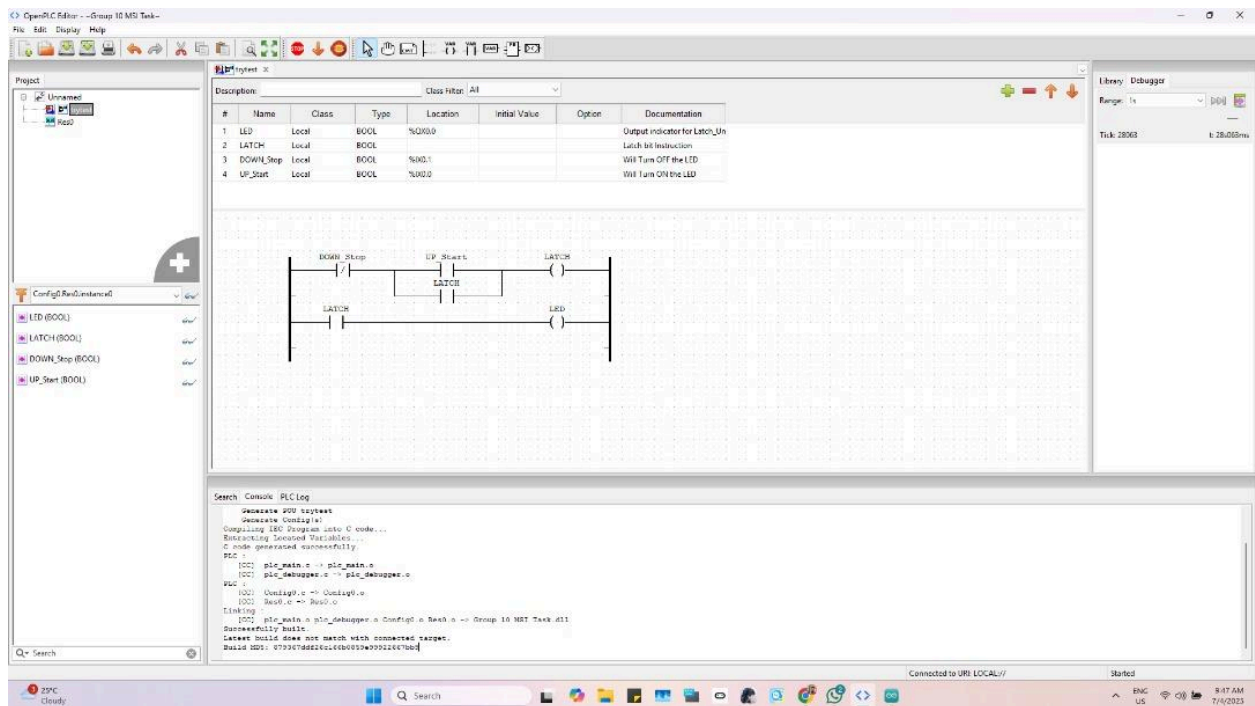 OpenPLC Editor - ~Group 10 MSI Task~
File Edit Display Help
Project
Unnamed
trytest
Res0
Config0.Res0.instance0
LED (BOOL)
LATCH (BOOL)
DOWN_Stop (BOOL)
UP_Start (BOOL)
Search
trytest
Description: Class Filter: All
# Name Class Type Location Initial Value Option Documentation
1 LED Local BOOL %QX0.0 Output indicator for Latch_Un
2 LATCH Local BOOL Latch bit Instruction
3 DOWN_Stop Local BOOL %IX0.1 Will Turn OFF the LED
4 UP_Start Local BOOL %IX0.0 Will Turn ON the LED
DOWN_Stop UP_Start LATCH
LATCH
LATCH LED
Search Console PLC Log
Generate POU trytest
Generate Config(s)
Compiling IEC Program into C code...
Extracting Located Variables...
C code generated successfully.
PLC :
[CC] plc_main.c -> plc_main.o
[CC] plc_debugger.c -> plc_debugger.o
PLC :
[CC] Config0.c -> Config0.o
[CC] Res0.c -> Res0.o
Linking :
[CC] plc_main.o plc_debugger.o Config0.o Res0.o -> Group 10 MSI Task.dll
Successfully built.
Latest build does not match with connected target.
Build MD5:
Library Debugger
Range: 1s
Tick: 28063 t: 28s063ms
Connected to URI: LOCAL:// Started
25°C
Cloudy
Search
ENG
US
9:47 AM
7/4/2025